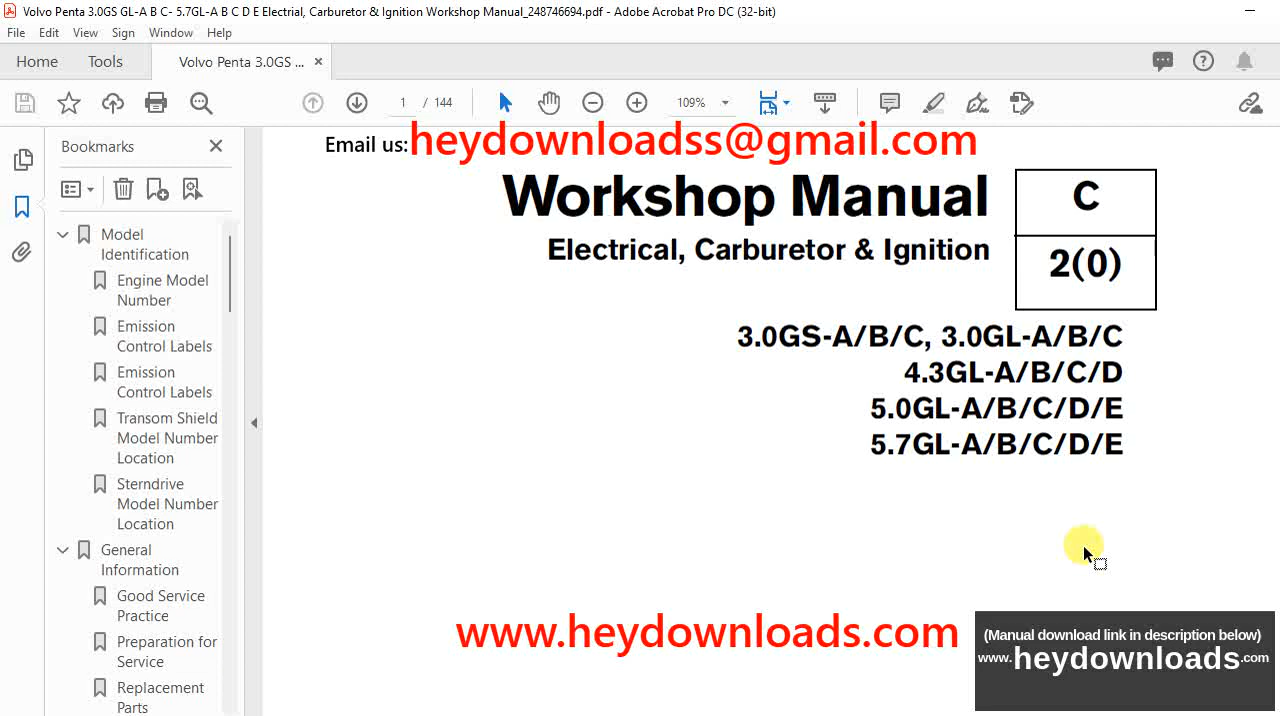 Volvo Penta 3.0GS GL-A B C- 5.7GL-A B C D E Electrial, Carburetor & Ignition Workshop Manual_248746694.pdf - Adobe Acrobat Pro DC (32-bit)
File Edit View Sign Window Help
Home Tools Volvo Penta 3.0GS ... ×
1 / 144 109%
Bookmarks
Model
Identification
Engine Model
Number
Emission
Control Labels
Emission
Control Labels
Transom Shield
Model Number
Location
Sterndrive
Model Number
Location
General
Information
Good Service
Practice
Preparation for
Service
Replacement
Parts
Email us:heydownloadss@gmail.com
Workshop Manual
Electrical, Carburetor & Ignition
C
2(0)
3.0GS-A/B/C, 3.0GL-A/B/C
4.3GL-A/B/C/D
5.0GL-A/B/C/D/E
5.7GL-A/B/C/D/E
www.heydownloads.com
(Manual download link in description below)
www.heydownloads.com